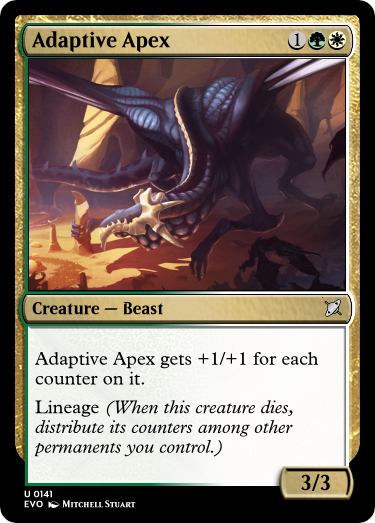 Adaptive Apex 1
Creature — Beast
Adaptive Apex gets +1/+1 for each
counter on it.
Lineage (When this creature dies,
distribute its counters among other
permanents you control.)
3/3
U 0141
EVO Mitchell Stuart